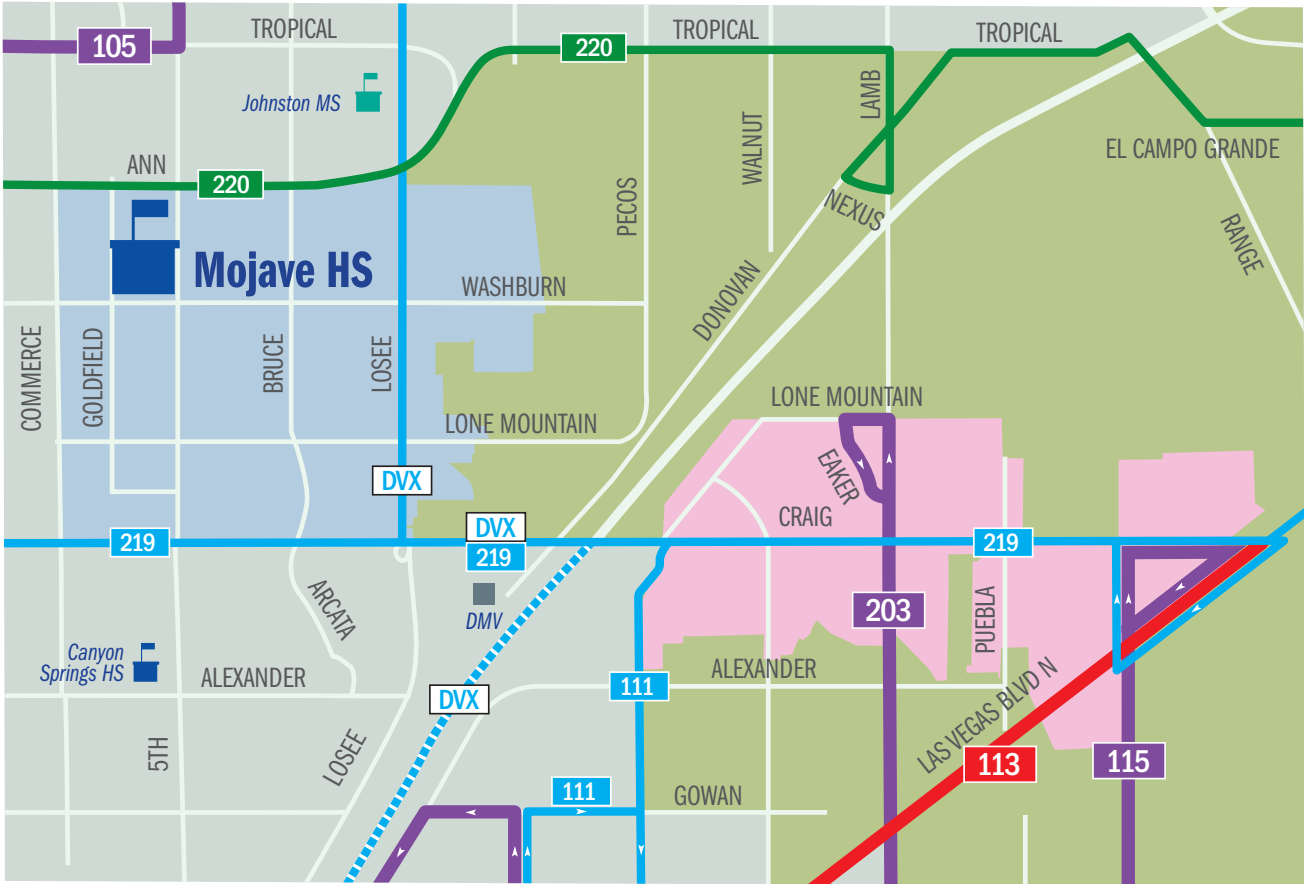 105
TROPICAL
220
TROPICAL
TROPICAL
Johnston MS
LAMB
WALNUT
EL CAMPO GRANDE
ANN
220
PECOS
NEXUS
RANGE
Mojave HS
WASHBURN
DONOVAN
COMMERCE
GOLDFIELD
BRUCE
LOSEE
LONE MOUNTAIN
LONE MOUNTAIN
EAKER
DVX
CRAIG
219
DVX
219
219
DMV
ARCATA
203
PUEBLA
Canyon
Springs HS
ALEXANDER
111
ALEXANDER
DVX
LAS VEGAS BLVD N
5TH
LOSEE
113
115
111
GOWAN